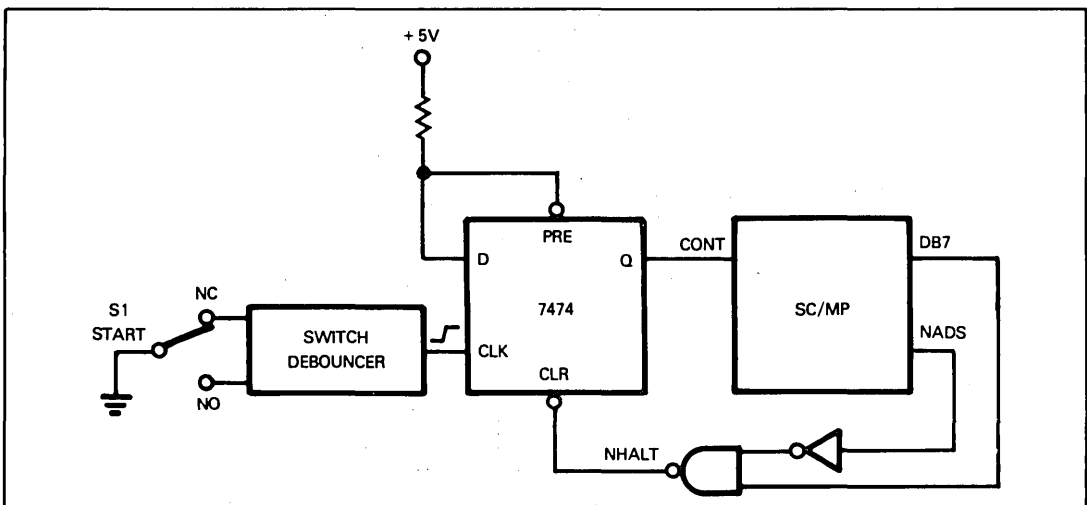 + 5V
PRE
D
Q
7474
CLK
CLR
CONT
SC/MP
DB7
NADS
S1
START
NC
NO
SWITCH
DEBOUNCER
NHALT